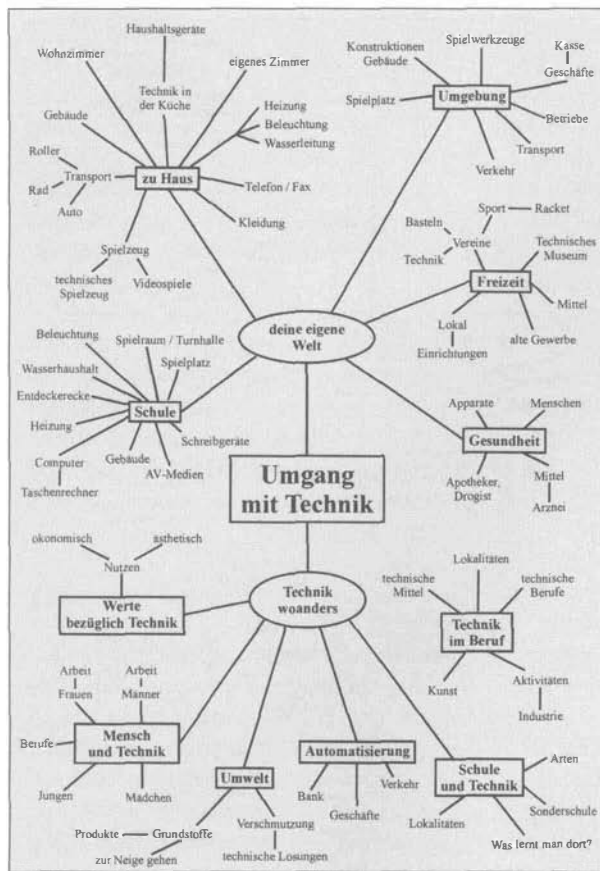 Haushaltsgeräte
Wohnzimmer
Technik in
der Küche
eigenes Zimmer
Gebäude
Heizung
Beleuchtung
Wasserleitung
Roller
Rad
Transport
Auto
zu Haus
Telefon / Fax
Kleidung
Spielzeug
technisches
Spielzeug
Videospiele
Konstruktionen
Gebäude
Spielwerkzeuge
Kasse
Geschäfte
Spielplatz
Umgebung
Betriebe
Transport
Verkehr
Sport
Racket
Basteln
Vereine
Technik
Technisches
Museum
Freizeit
Mittel
Lokal
Einrichtungen
alte Gewerbe
deine eigene
Welt
Beleuchtung
Spielraum / Turnhalle
Spielplatz
Wasserhaushalt
Entdeckerecke
Schule
Heizung
Schreibgeräte
Gebäude
Computer
AV-Medien
Taschenrechner
Apparate
Menschen
Gesundheit
Apotheker,
Drogist
Mittel
Arznei
Umgang
mit Technik
okonomisch
ästhetisch
Nutzen
Werte
bezüglich Technik
Technik
woanders
Lokalitäten
technische
Mittel
technische
Berufe
Technik
im Beruf
Kunst
Aktivitäten
Industrie
Arbeit
Frauen
Arbeit
Männer
Berufe
Mensch
und Technik
Jungen
Mädchen
Umwelt
Produkte
Grundstoffe
zur Neige gehen
Verschmutzung
technische Losungen
Automatisierung
Bank
Geschäfte
Verkehr
Schule
und Technik
Arten
Sonderschule
Lokalitäten
Was lernt man dort?